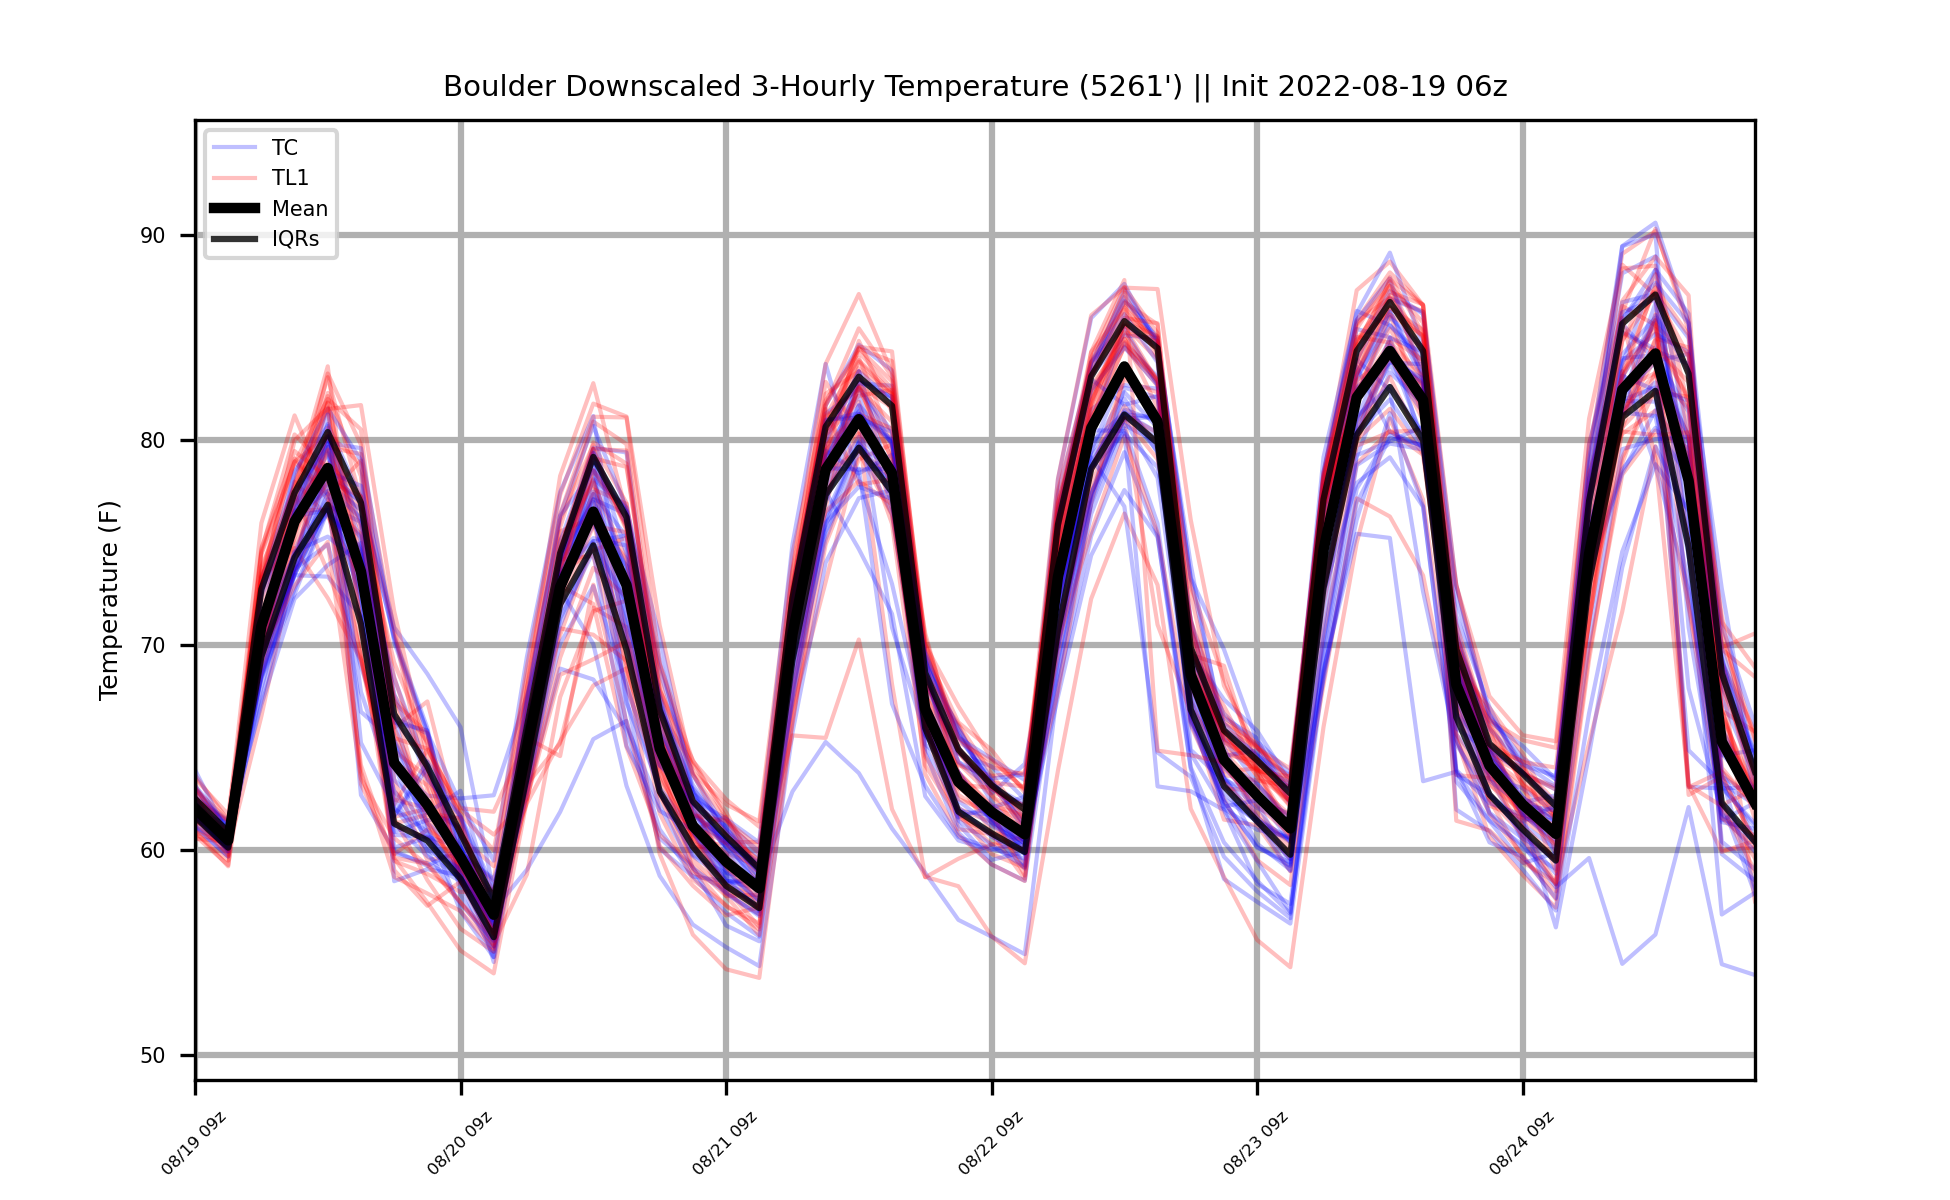 Boulder Downscaled 3-Hourly Temperature (5261') || Init 2022-08-19 06z
TC
TL1
Mean
IQRs
Temperature (F)
90
80
70
60
50
08/19 09z
08/20 09z
08/21 09z
08/22 09z
08/23 09z
08/24 09z